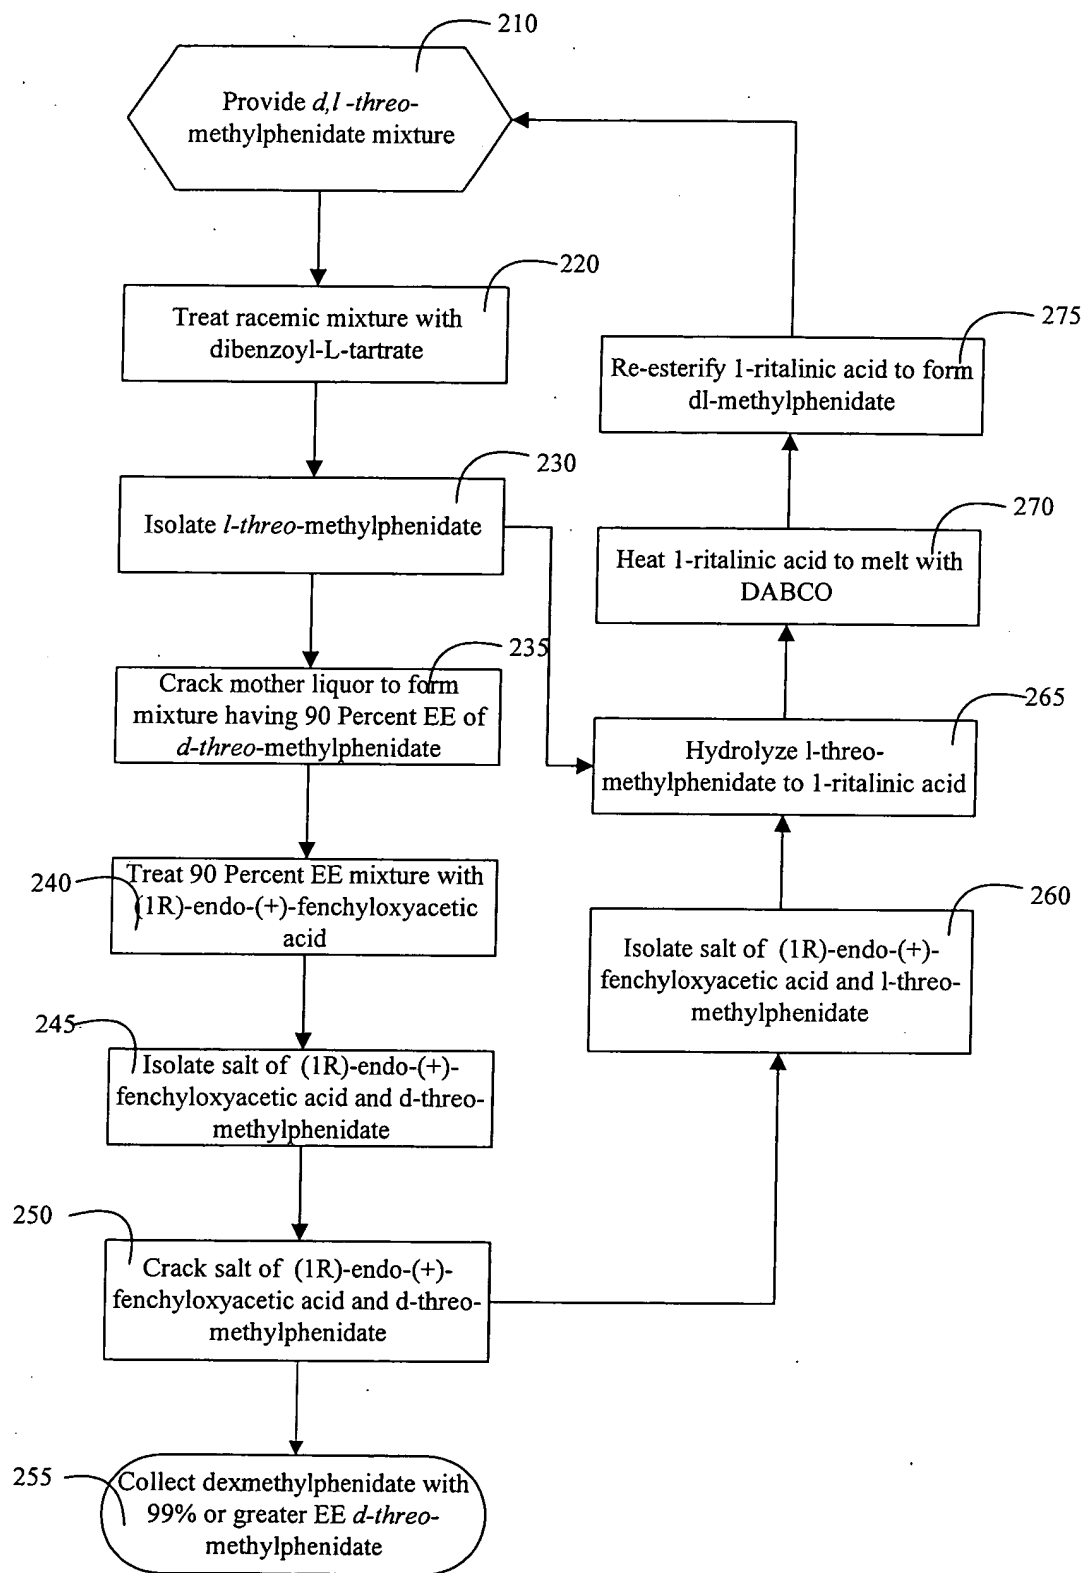 210
Provide d,l -threo-
methylphenidate mixture
220
Treat racemic mixture with
dibenzoyl-L-tartrate
230
Isolate l-threo-methylphenidate
235
Crack mother liquor to form
mixture having 90 Percent EE of
d-threo-methylphenidate
240
Treat 90 Percent EE mixture with
(1R)-endo-(+)-fenchyloxyacetic
acid
245
Isolate salt of (1R)-endo-(+)-
fenchyloxyacetic acid and d-threo-
methylphenidate
250
Crack salt of (1R)-endo-(+)-
fenchyloxyacetic acid and d-threo-
methylphenidate
255
Collect dexmethylphenidate with
99% or greater EE d-threo-
methylphenidate
275
Re-esterify 1-ritalinic acid to form
dl-methylphenidate
270
Heat 1-ritalinic acid to melt with
DABCO
265
Hydrolyze l-threo-
methylphenidate to 1-ritalinic acid
260
Isolate salt of (1R)-endo-(+)-
fenchyloxyacetic acid and l-threo-
methylphenidate